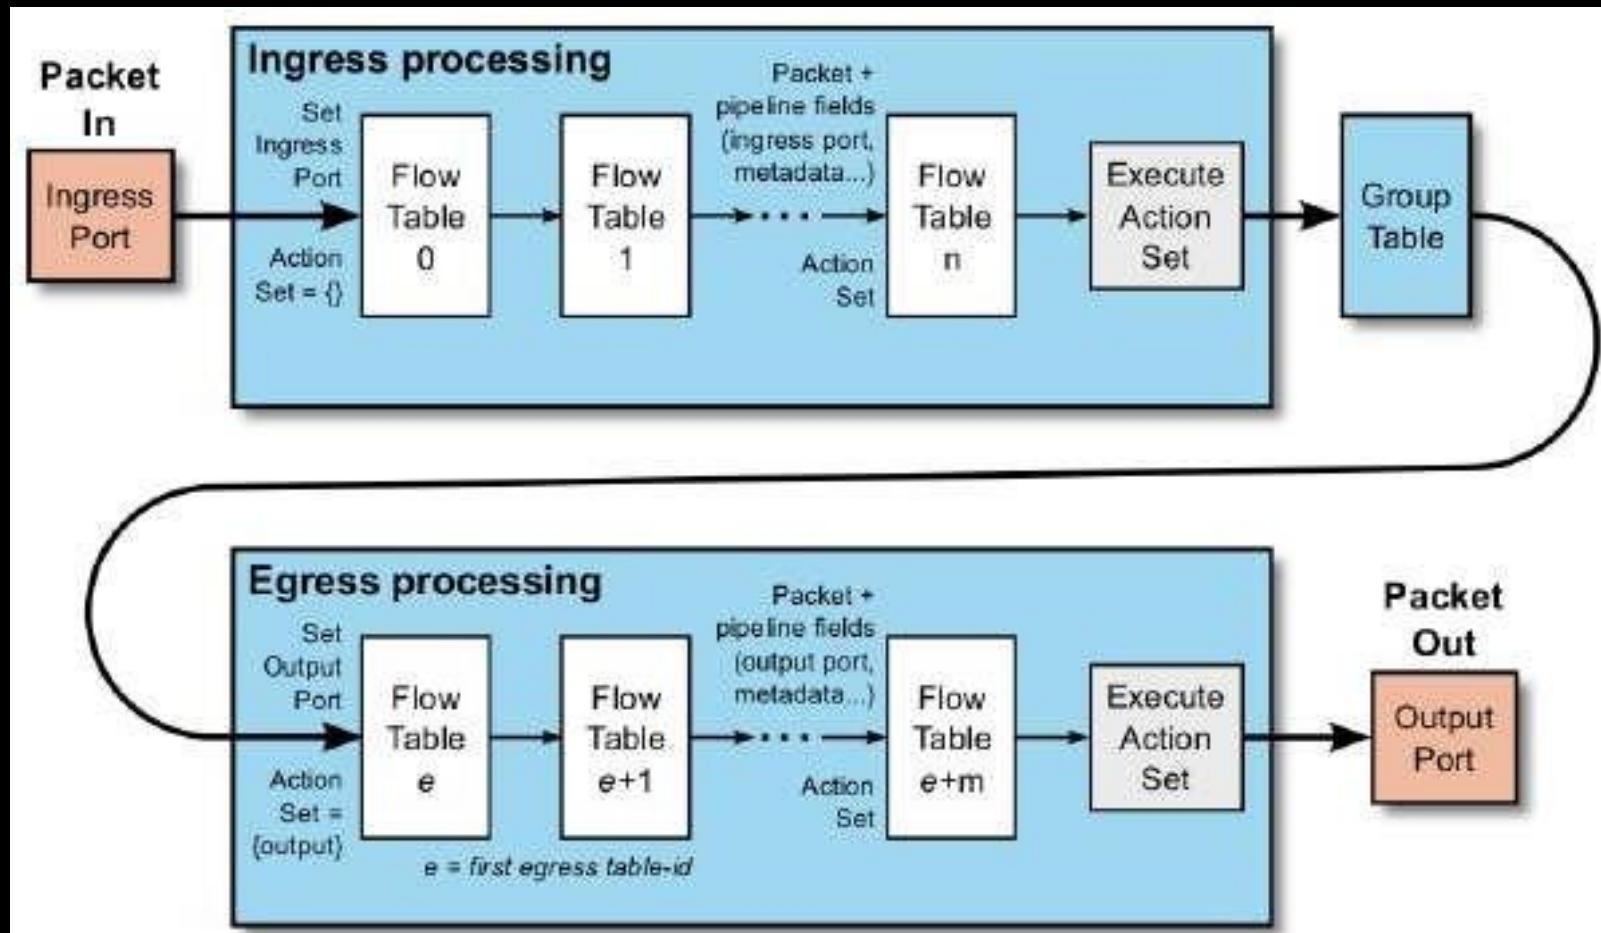 Ingress processing
Packet
In
Ingress
Port
Set
Ingress
Port
Action
Set = {}
Flow
Table
0
Flow
Table
1
Packet +
pipeline fields
(ingress port,
metadata...)
...
Action
Set
Flow
Table
n
Execute
Action
Set
Group
Table
Egress processing
Set
Output
Port
Action
Set =
{output}
Flow
Table
e
Flow
Table
e+1
e = first egress table-id
Packet +
pipeline fields
(output port,
metadata...)
...
Action
Set
Flow
Table
e+m
Execute
Action
Set
Packet
Out
Output
Port